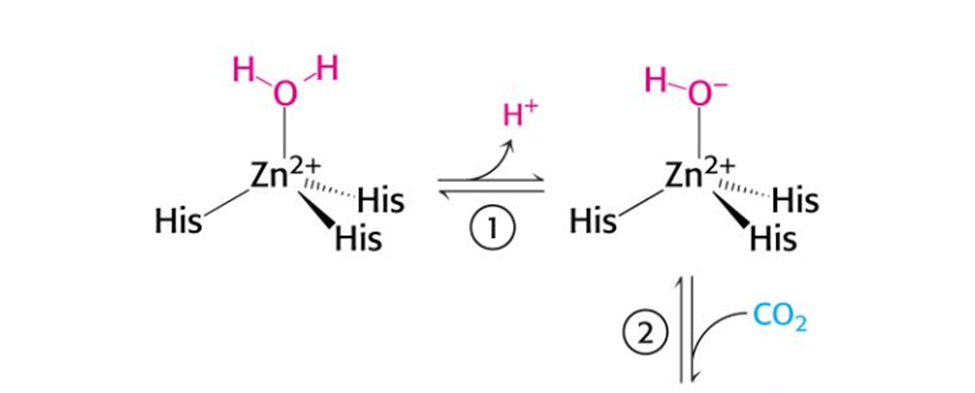 H H
O
Zn²⁺
His
His
His
H⁺
①
H O⁻
Zn²⁺
His
His
His
②
CO₂